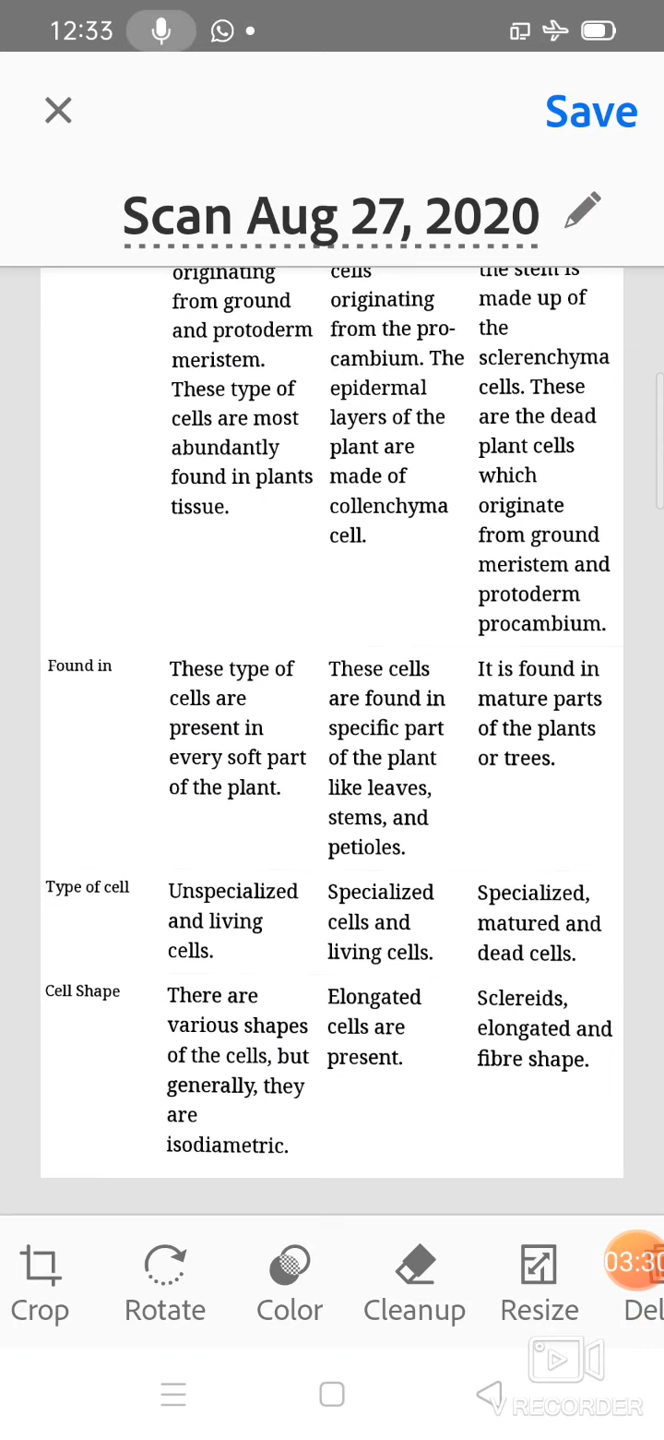 12:33
Save
Scan Aug 27, 2020
originating
from ground
and protoderm
meristem.
These type of
cells are most
abundantly
found in plants
tissue.
cells
originating
from the pro-
cambium. The
epidermal
layers of the
plant are
made of
collenchyma
cell.
the stem is
made up of
the
sclerenchyma
cells. These
are the dead
plant cells
which
originate
from ground
meristem and
protoderm
procambium.
Found in
These type of
cells are
present in
every soft part
of the plant.
These cells
are found in
specific part
of the plant
like leaves,
stems, and
petioles.
It is found in
mature parts
of the plants
or trees.
Type of cell
Unspecialized
and living
cells.
Specialized
cells and
living cells.
Specialized,
matured and
dead cells.
Cell Shape
There are
various shapes
of the cells, but
generally, they
are
isodiametric.
Elongated
cells are
present.
Sclereids,
elongated and
fibre shape.
03:30
Crop
Rotate
Color
Cleanup
Resize
Del
V RECORDER